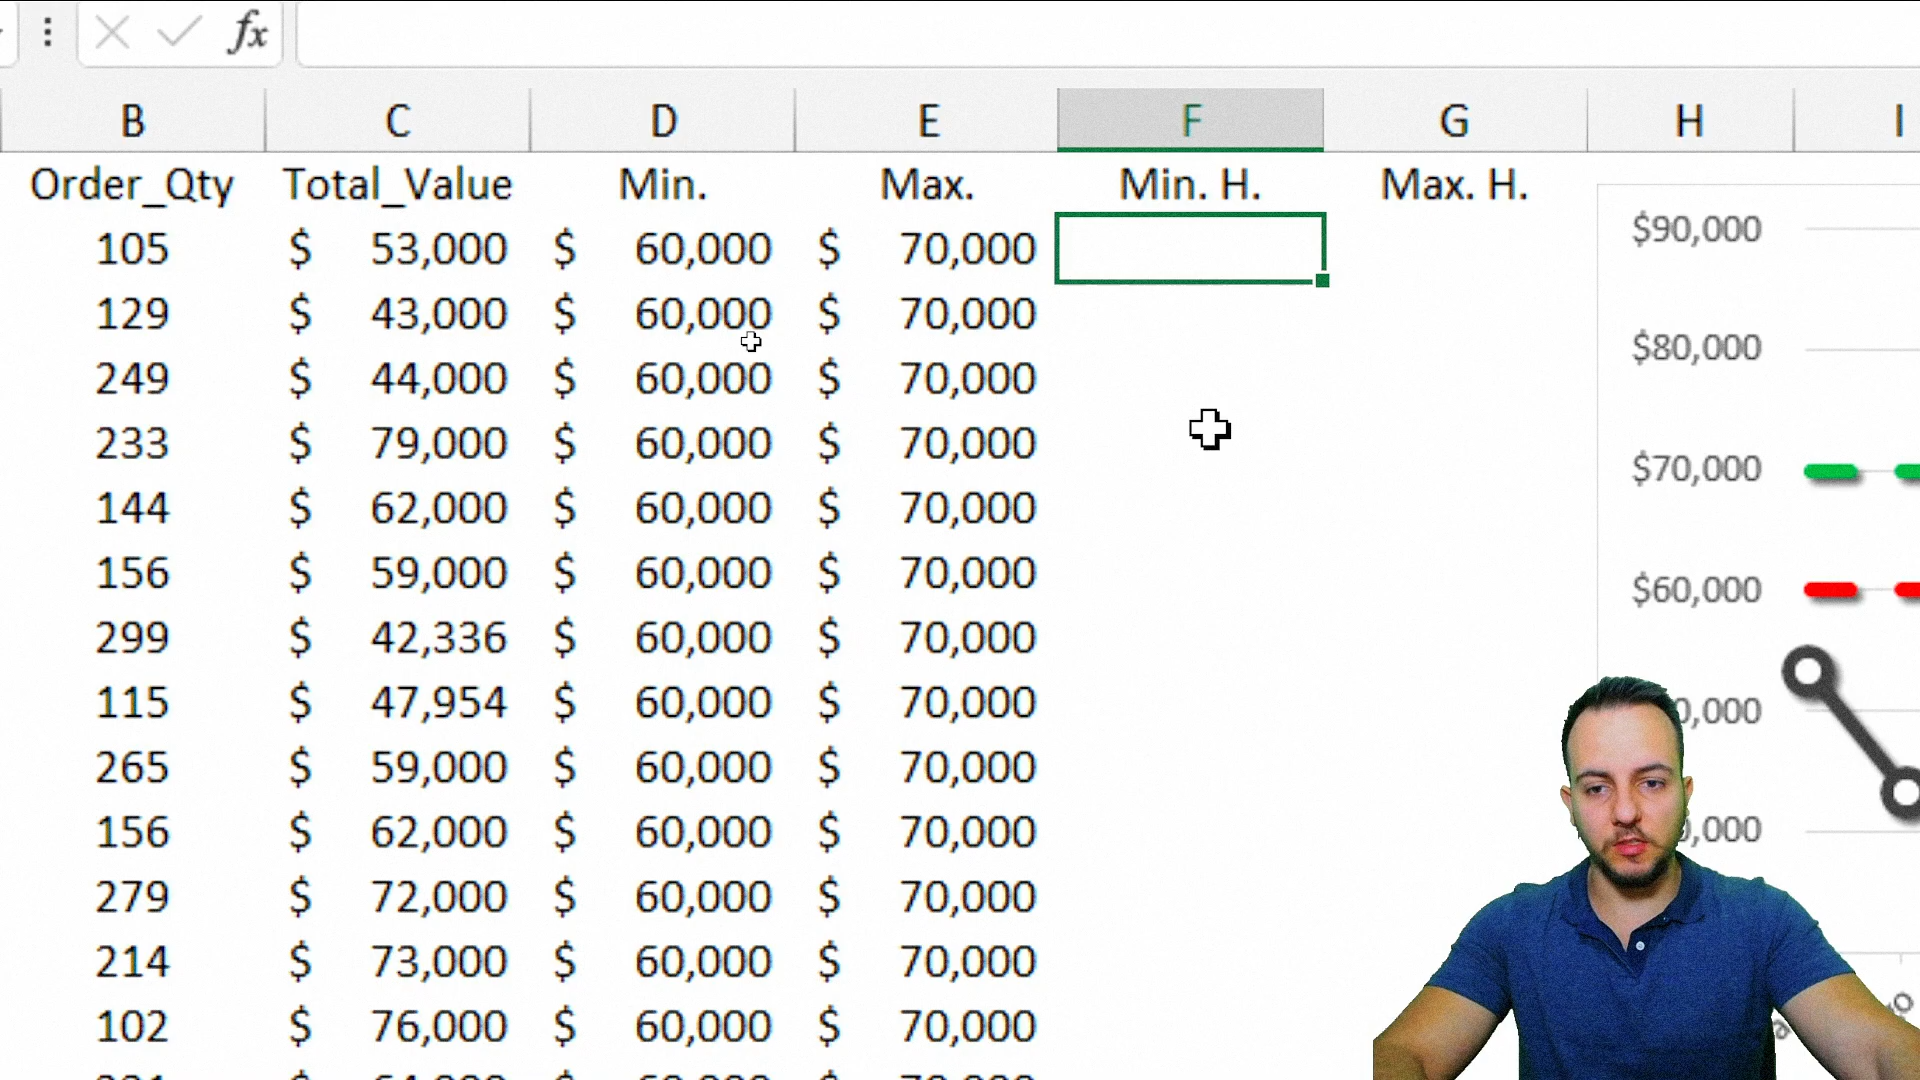 fx
B C D E F G H I
Order_Qty Total_Value Min. Max. Min. H. Max. H.
105 $ 53,000 $ 60,000 $ 70,000
129 $ 43,000 $ 60,000 $ 70,000
249 $ 44,000 $ 60,000 $ 70,000
233 $ 79,000 $ 60,000 $ 70,000
144 $ 62,000 $ 60,000 $ 70,000
156 $ 59,000 $ 60,000 $ 70,000
299 $ 42,336 $ 60,000 $ 70,000
115 $ 47,954 $ 60,000 $ 70,000
265 $ 59,000 $ 60,000 $ 70,000
156 $ 62,000 $ 60,000 $ 70,000
279 $ 72,000 $ 60,000 $ 70,000
214 $ 73,000 $ 60,000 $ 70,000
102 $ 76,000 $ 60,000 $ 70,000
$90,000
$80,000
$70,000
$60,000
0,000
0,000